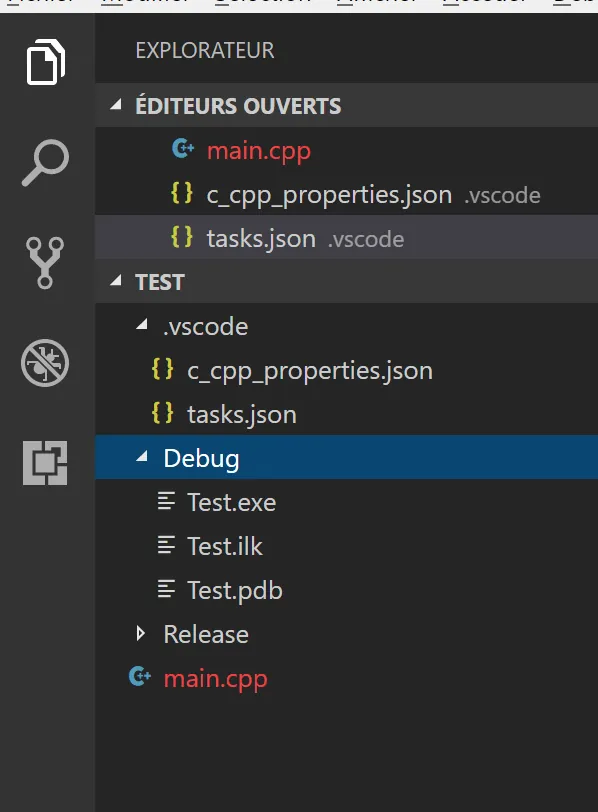 EXPLORATEUR
ÉDITEURS OUVERTS
main.cpp
{} c_cpp_properties.json .vscode
{} tasks.json .vscode
TEST
.vscode
{} c_cpp_properties.json
{} tasks.json
Debug
Test.exe
Test.ilk
Test.pdb
Release
main.cpp